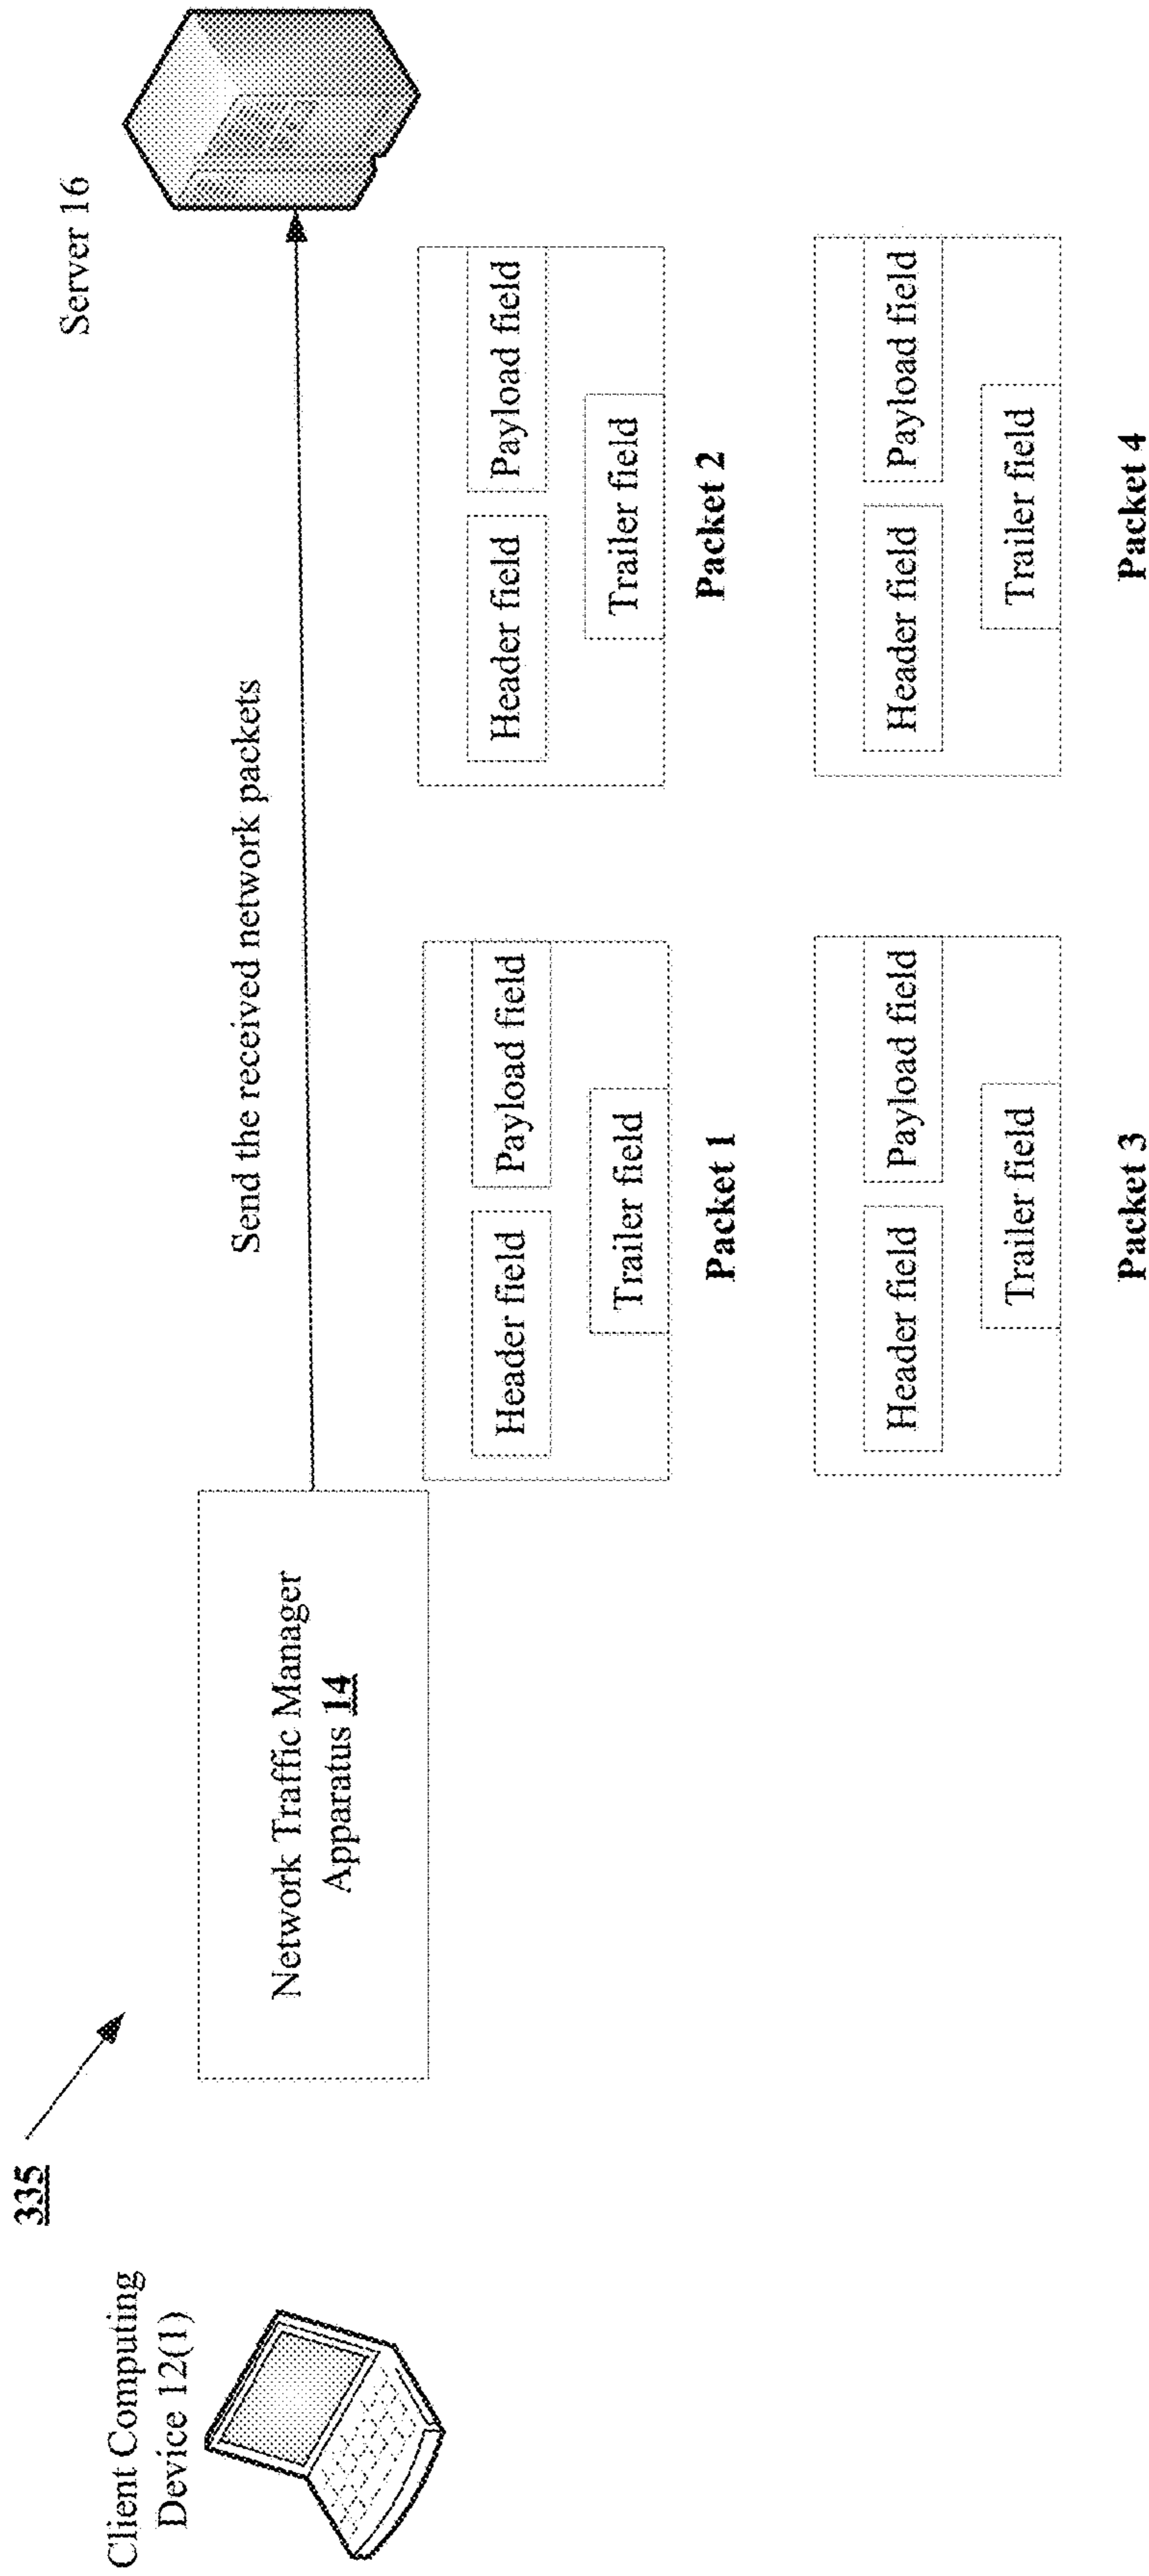 335
Client Computing
Device 12(1)
Network Traffic Manager
Apparatus 14
Send the received network packets
Server 16
Header field
Payload field
Trailer field
Packet 1
Header field
Payload field
Trailer field
Packet 2
Header field
Payload field
Trailer field
Packet 3
Header field
Payload field
Trailer field
Packet 4